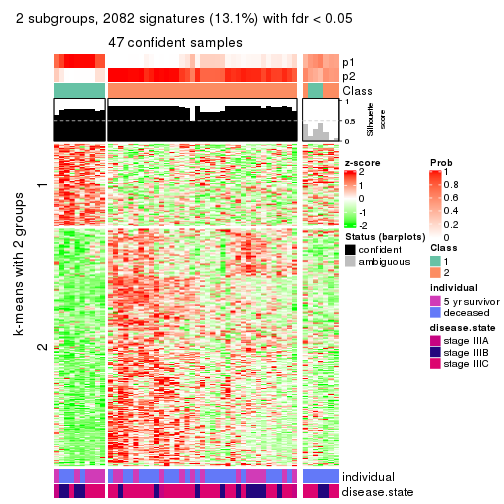 2 subgroups, 2082 signatures (13.1%) with fdr < 0.05
47 confident samples
p1
p2
Class
1
0.5
0
Silhouette
score
k-means with 2 groups
1
2
z-score
2
1
0
-1
-2
Status (barplots)
confident
ambiguous
Prob
1
0.8
0.6
0.4
0.2
0
Class
1
2
individual
5 yr survivor
deceased
disease.state
stage IIIA
stage IIIB
stage IIIC
individual
disease.state